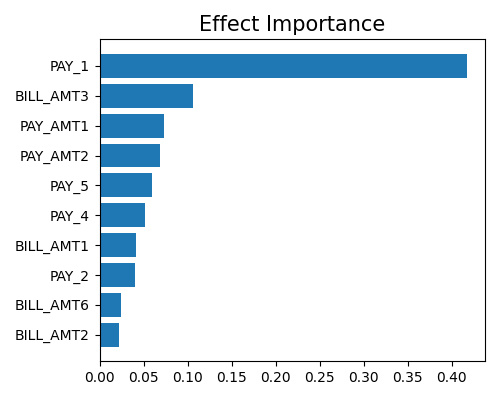 Effect Importance
PAY_1
BILL_AMT3
PAY_AMT1
PAY_AMT2
PAY_5
PAY_4
BILL_AMT1
PAY_2
BILL_AMT6
BILL_AMT2
0.00 0.05 0.10 0.15 0.20 0.25 0.30 0.35 0.40